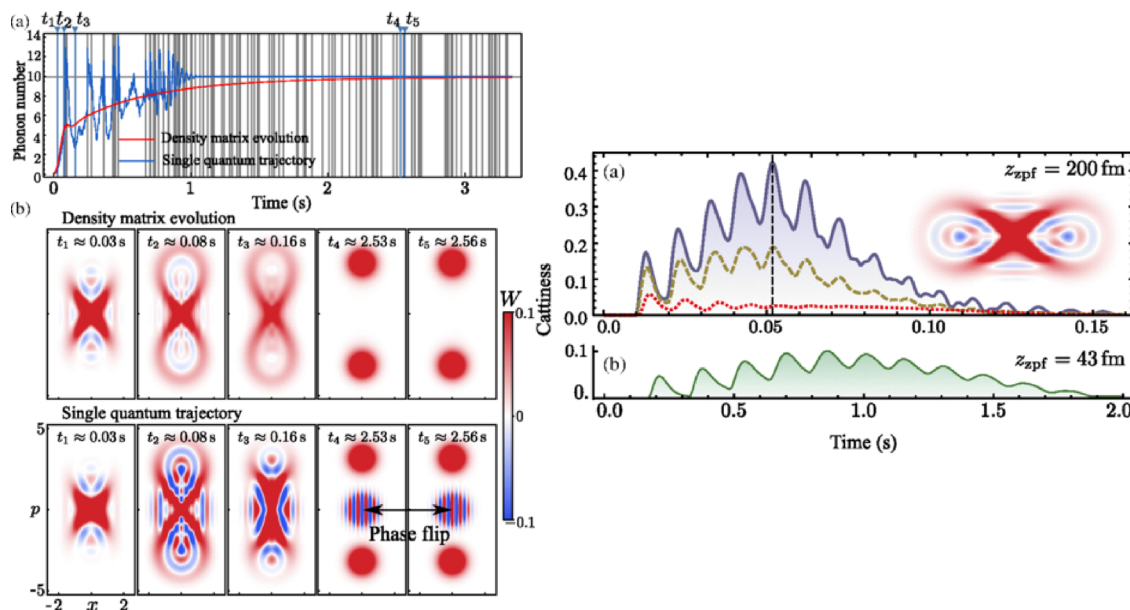 (a)
t₁ t₂ t₃ t₄ t₅
Phonon number
14
12
10
8
6
4
2
0
Density matrix evolution
Single quantum trajectory
0 1 2 3
Time (s)
(b)
Density matrix evolution
t₁ ≈ 0.03 s t₂ ≈ 0.08 s t₃ ≈ 0.16 s t₄ ≈ 2.53 s t₅ ≈ 2.56 s
W
0.1
0
−0.1
Single quantum trajectory
t₁ ≈ 0.03 s t₂ ≈ 0.08 s t₃ ≈ 0.16 s t₄ ≈ 2.53 s t₅ ≈ 2.56 s
5
p
-5
Phase flip
-2 x 2
(a)
z_zpf = 200 fm
Cattiness
0.4
0.3
0.2
0.1
0.0
0.0 0.05 0.10 0.15
(b)
z_zpf = 43 fm
0.1
0.
0.0 0.5 1.0 1.5 2.0
Time (s)